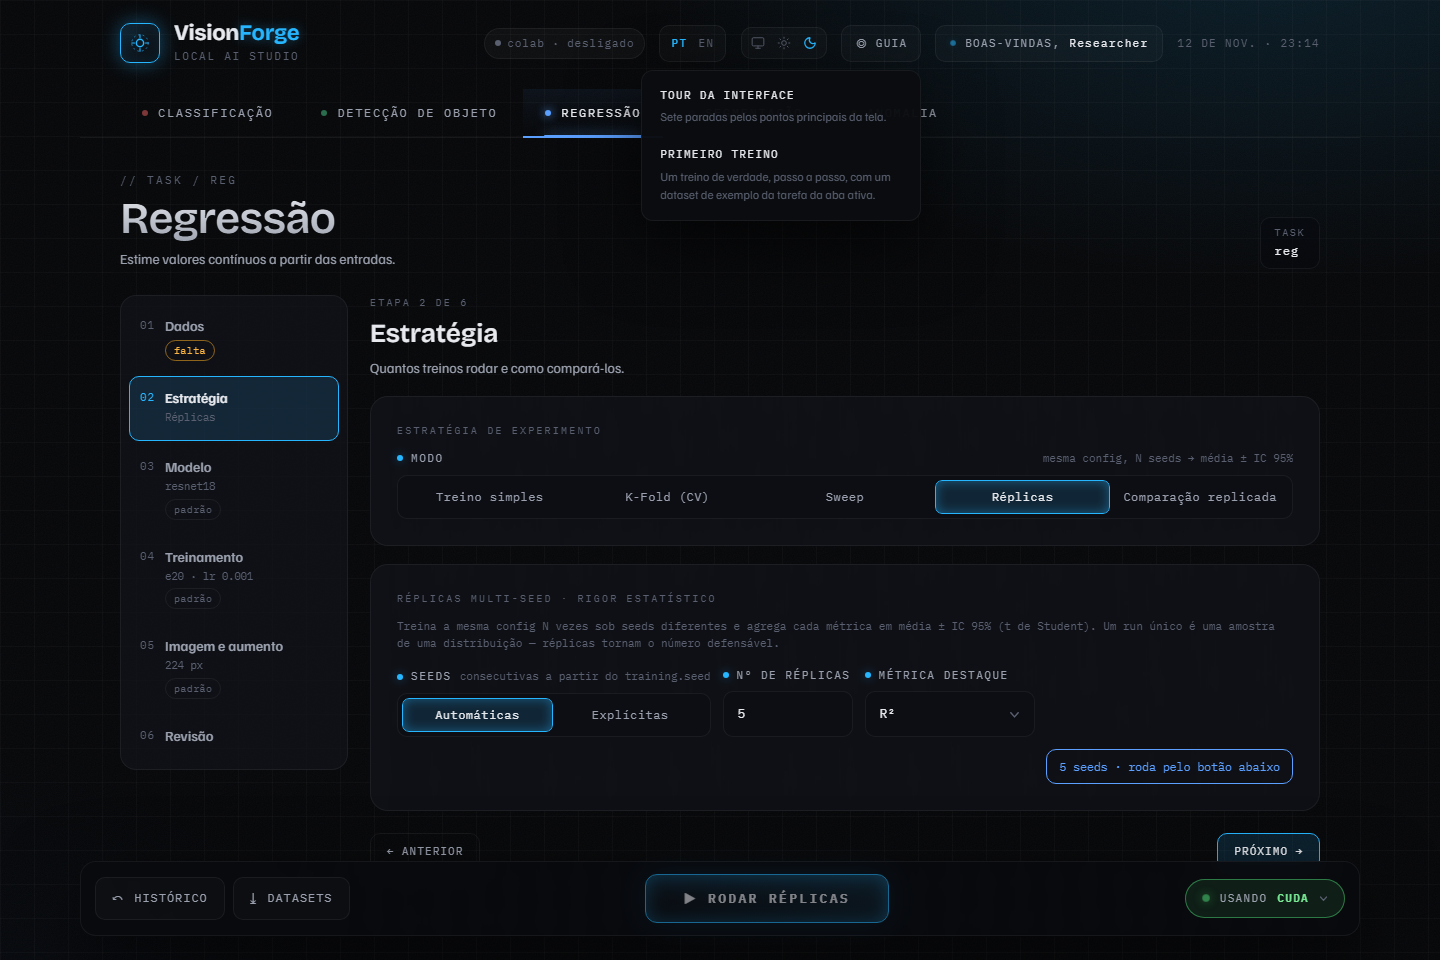 VisionForge
LOCAL AI STUDIO
colab · desligado
PT EN
◎ GUIA
BOAS-VINDAS, Researcher
12 DE NOV. · 23:14
CLASSIFICAÇÃO
DETECÇÃO DE OBJETO
REGRESSÃO
IA
TOUR DA INTERFACE
Sete paradas pelos pontos principais da tela.
PRIMEIRO TREINO
Um treino de verdade, passo a passo, com um
dataset de exemplo da tarefa da aba ativa.
// TASK / REG
Regressão
Estime valores contínuos a partir das entradas.
TASK
reg
01 Dados
falta
02 Estratégia
Réplicas
03 Modelo
resnet18
padrão
04 Treinamento
e20 · lr 0.001
padrão
05 Imagem e aumento
224 px
padrão
06 Revisão
ETAPA 2 DE 6
Estratégia
Quantos treinos rodar e como compará-los.
ESTRATÉGIA DE EXPERIMENTO
MODO
mesma config, N seeds → média ± IC 95%
Treino simples
K-Fold (CV)
Sweep
Réplicas
Comparação replicada
RÉPLICAS MULTI-SEED · RIGOR ESTATÍSTICO
Treina a mesma config N vezes sob seeds diferentes e agrega cada métrica em média ± IC 95% (t de Student). Um run único é uma amostra
de uma distribuição — réplicas tornam o número defensável.
SEEDS consecutivas a partir do training.seed
Nº DE RÉPLICAS
MÉTRICA DESTAQUE
Automáticas
Explícitas
5
R²
5 seeds · roda pelo botão abaixo
← ANTERIOR
PRÓXIMO →
HISTÓRICO
DATASETS
▶ RODAR RÉPLICAS
USANDO CUDA